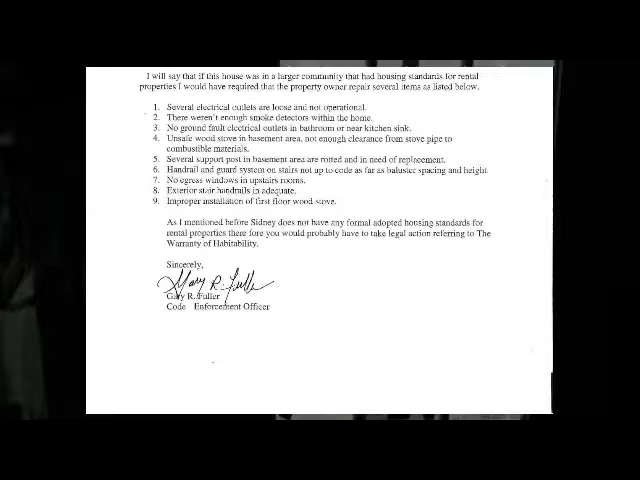 I will say that if this house was in a larger community that had housing standards for rental
properties I would have required that the property owner repair several items as listed below.
1. Several electrical outlets are loose and not operational.
2. There weren't enough smoke detectors within the home.
3. No ground fault electrical outlets in bathroom or near kitchen sink.
4. Unsafe wood stove in basement area, not enough clearance from stove pipe to
combustible materials.
5. Several support post in basement area are rotted and in need of replacement.
6. Handrail and guard system on stairs not up to code as far as baluster spacing and height.
7. No egress windows in upstairs rooms.
8. Exterior stair handrails in adequate.
9. Improper installation of first floor wood stove.
As I mentioned before Sidney does not have any formal adopted housing standards for
rental properties there fore you would probably have to take legal action referring to The
Warranty of Habitability.
Sincerely,
Gary R. Fuller
Gary R. Fuller
Code Enforcement Officer